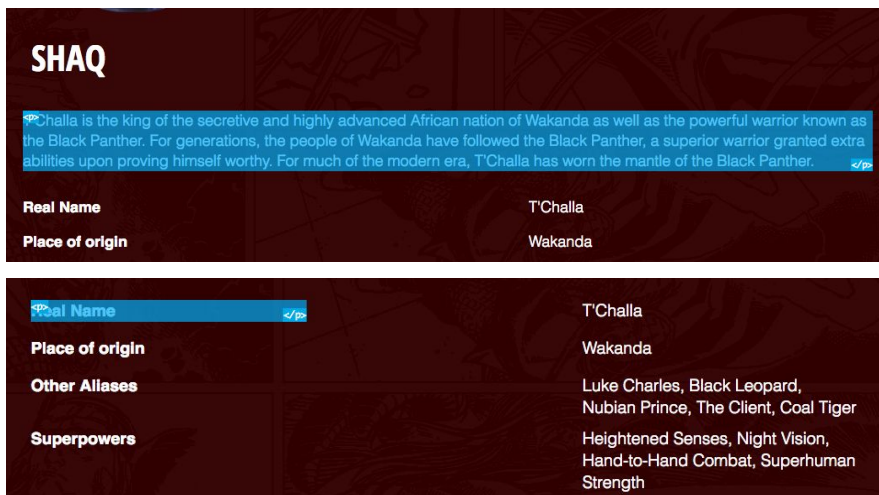 SHAQ
<p>
Challa is the king of the secretive and highly advanced African nation of Wakanda as well as the powerful warrior known as
the Black Panther. For generations, the people of Wakanda have followed the Black Panther, a superior warrior granted extra
abilities upon proving himself worthy. For much of the modern era, T'Challa has worn the mantle of the Black Panther. </p>
Real Name T'Challa
Place of origin Wakanda
<p>eal Name </p> T'Challa
Place of origin Wakanda
Other Aliases Luke Charles, Black Leopard,
Nubian Prince, The Client, Coal Tiger
Superpowers Heightened Senses, Night Vision,
Hand-to-Hand Combat, Superhuman
Strength